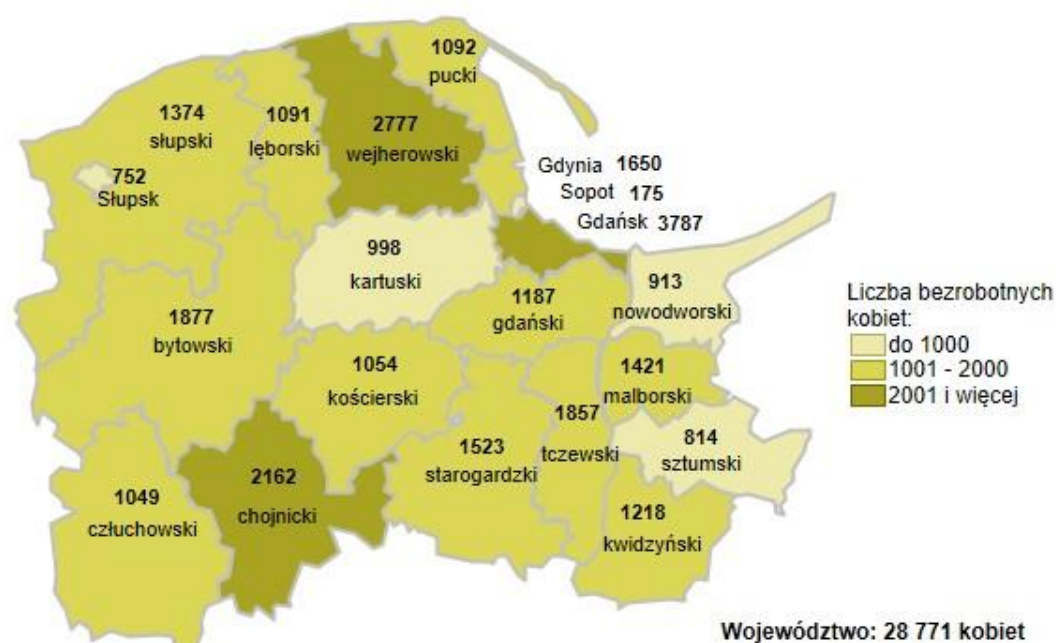 1092
pucki
1374
słupski
1091
lęborski
2777
wejherowski
752
Słupsk
Gdynia 1650
Sopot 175
Gdańsk 3787
998
kartuski
913
nowodworski
1187
gdański
1877
bytowski
1054
kościerski
1421
malborski
1857
tczewski
1523
starogardzki
814
sztumski
2162
chojnicki
1049
człuchowski
1218
kwidzyński
Liczba bezrobotnych
kobiet:
do 1000
1001 - 2000
2001 i więcej
Województwo: 28 771 kobiet